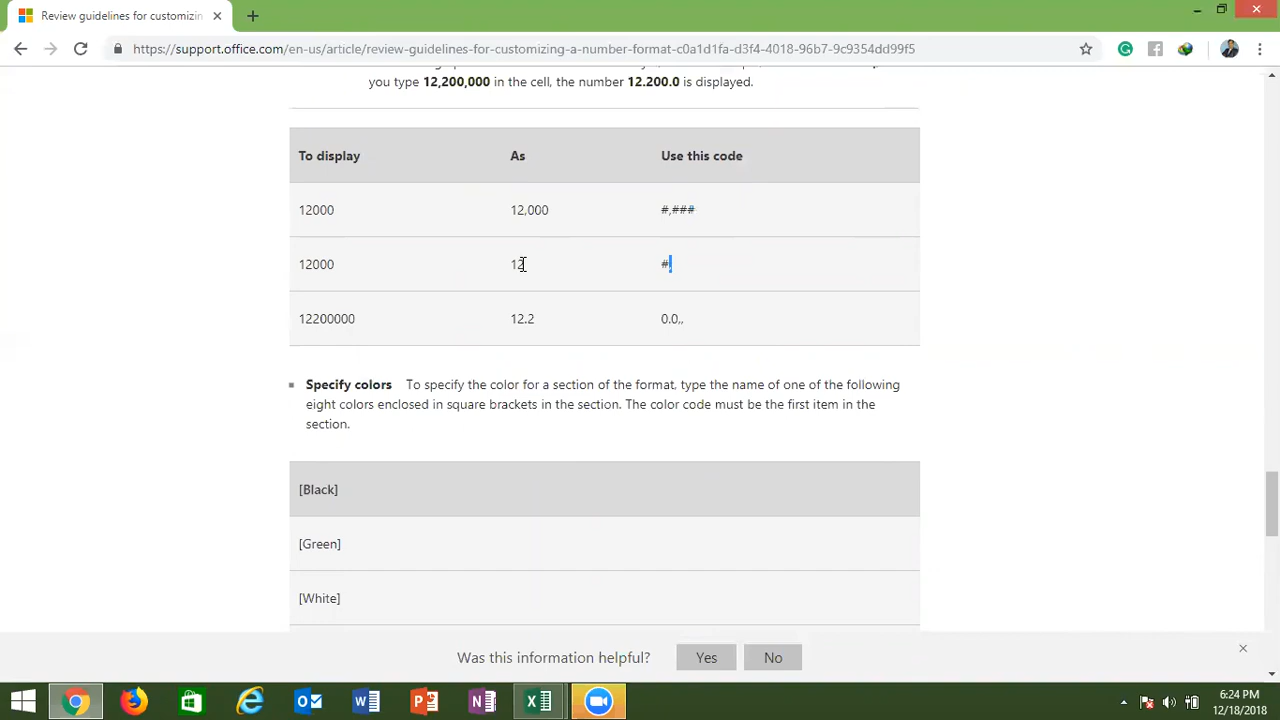 Review guidelines for customizin
https://support.office.com/en-us/article/review-guidelines-for-customizing-a-number-format-c0a1d1fa-d3f4-4018-96b7-9c9354dd99f5
you type 12,200,000 in the cell, the number 12.200.0 is displayed.
To display As Use this code
12000 12,000 #,###
12000 12 #,
12200000 12.2 0.0,,
Specify colors To specify the color for a section of the format, type the name of one of the following
eight colors enclosed in square brackets in the section. The color code must be the first item in the
section.
[Black]
[Green]
[White]
Was this information helpful? Yes No
6:24 PM
12/18/2018